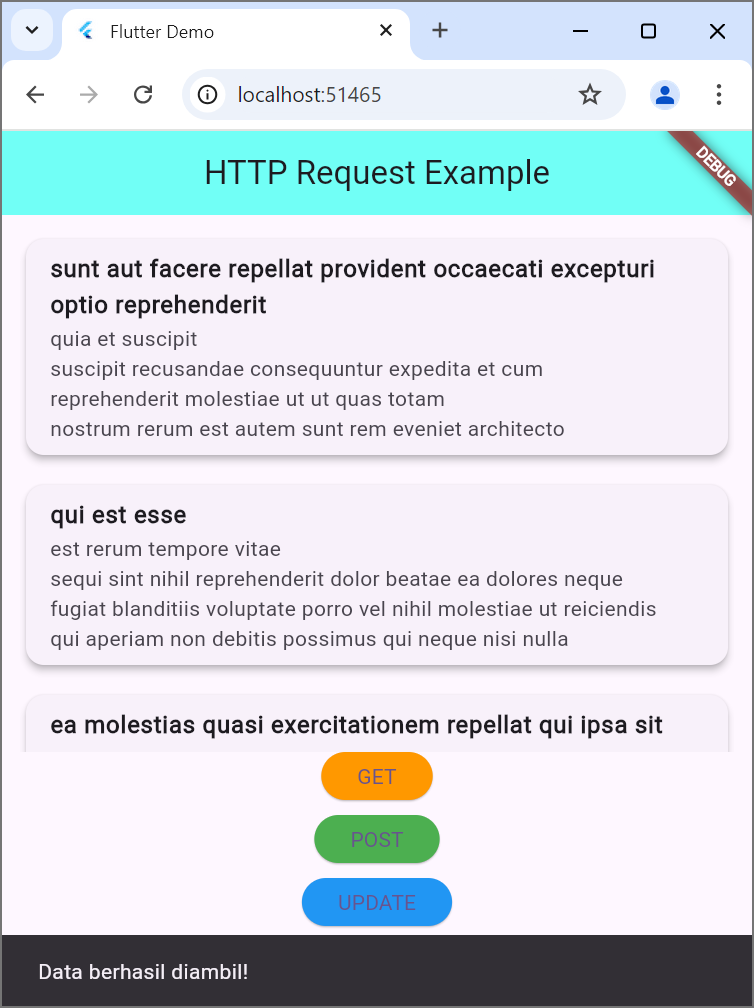 Flutter Demo
localhost:51465
HTTP Request Example
DEBUG
sunt aut facere repellat provident occaecati excepturi
optio reprehenderit
quia et suscipit
suscipit recusandae consequuntur expedita et cum
reprehenderit molestiae ut ut quas totam
nostrum rerum est autem sunt rem eveniet architecto
qui est esse
est rerum tempore vitae
sequi sint nihil reprehenderit dolor beatae ea dolores neque
fugiat blanditiis voluptate porro vel nihil molestiae ut reiciendis
qui aperiam non debitis possimus qui neque nisi nulla
ea molestias quasi exercitationem repellat qui ipsa sit
GET
POST
UPDATE
Data berhasil diambil!